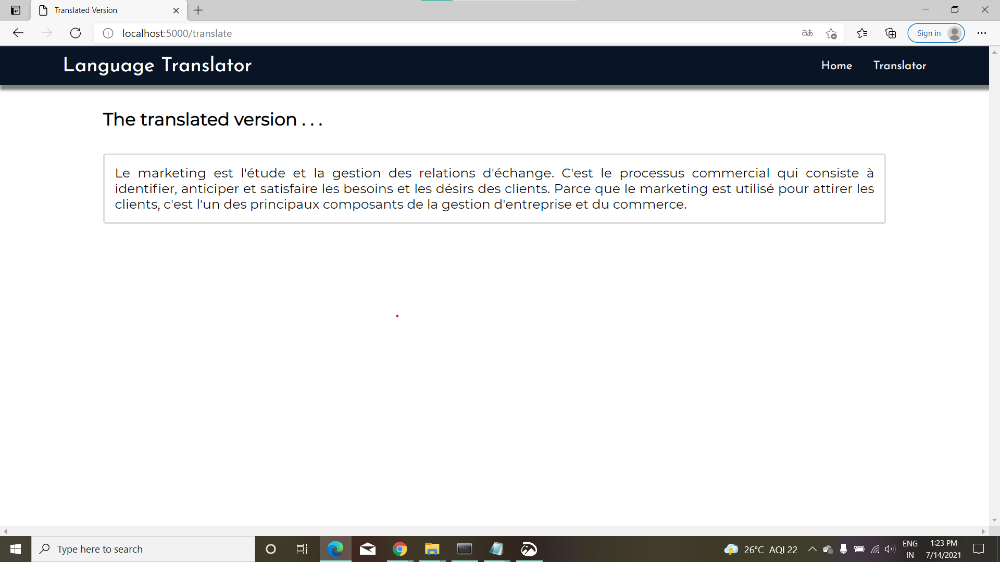 Translated Version
localhost:5000/translate
Sign in
Language Translator
Home
Translator
The translated version . . .
Le marketing est l'étude et la gestion des relations d'échange. C'est le processus commercial qui consiste à
identifier, anticiper et satisfaire les besoins et les désirs des clients. Parce que le marketing est utilisé pour attirer les
clients, c'est l'un des principaux composants de la gestion d'entreprise et du commerce.
Type here to search
26°C AQI 22
ENG
IN
1:23 PM
7/14/2021